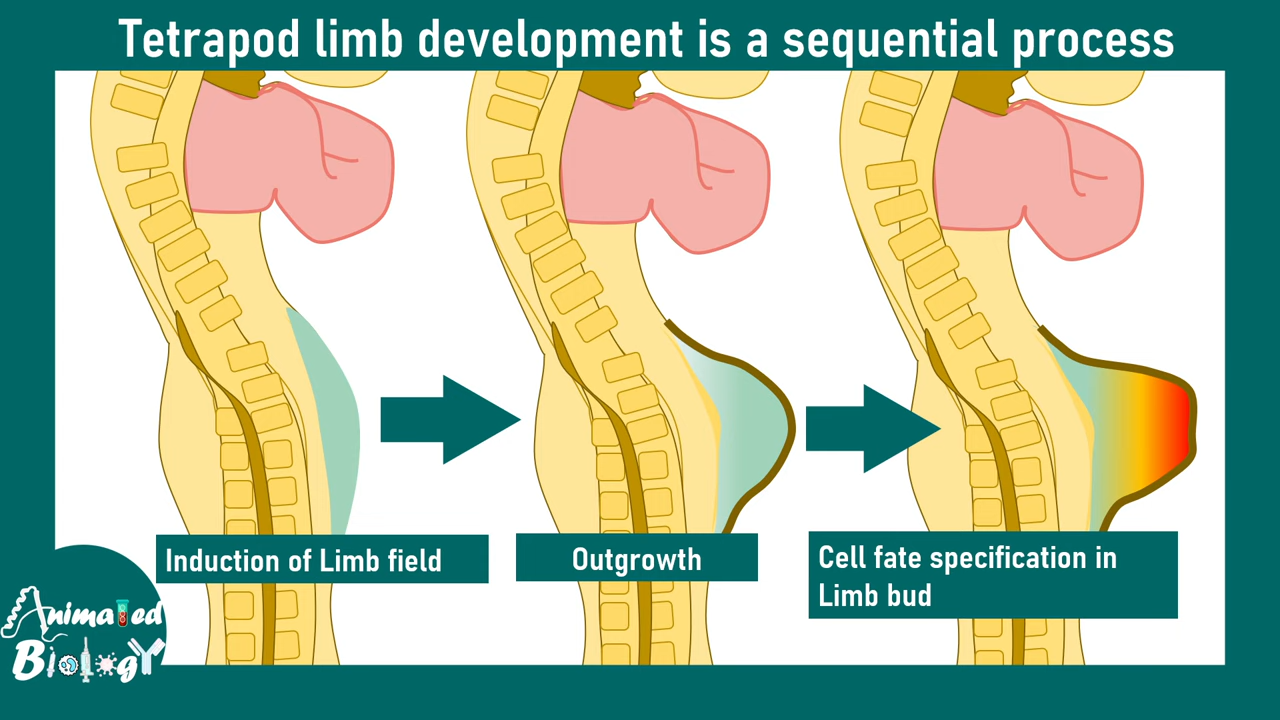 Tetrapod limb development is a sequential process
Induction of Limb field
Outgrowth
Cell fate specification in
Limb bud
Animated
Biology